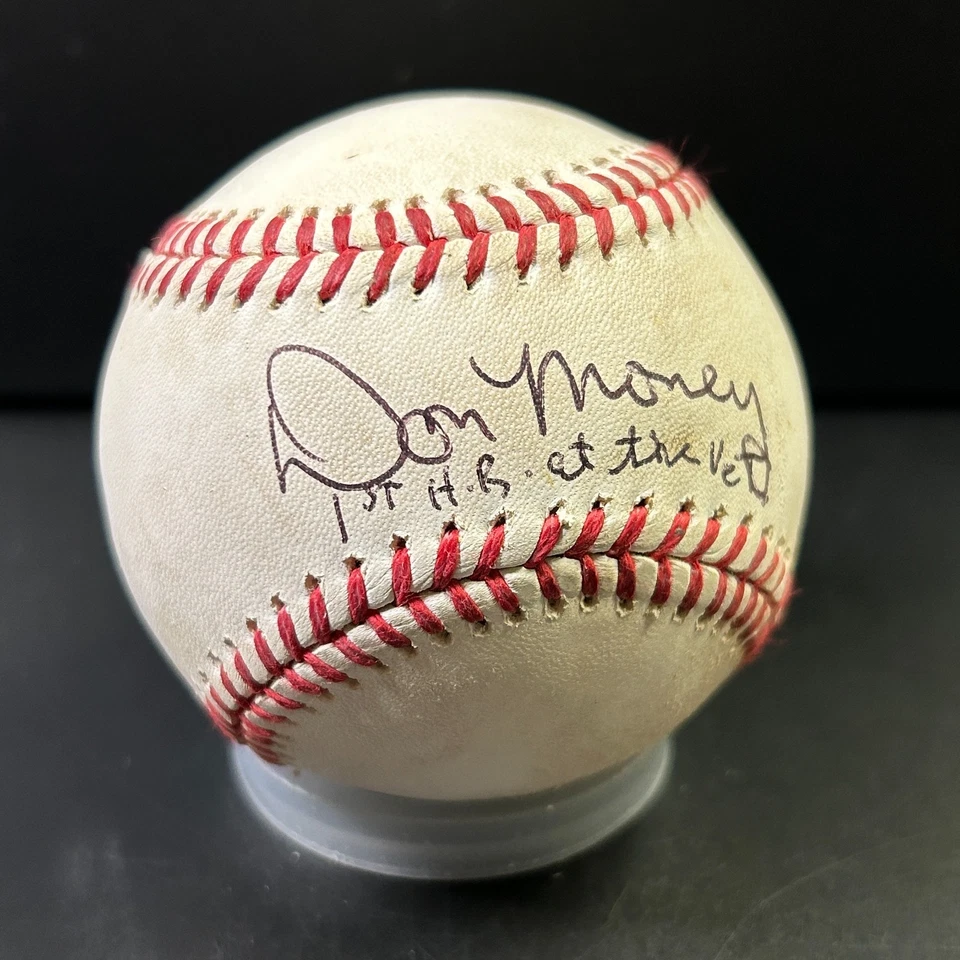 Don Money
1ST H.R. at the Vet